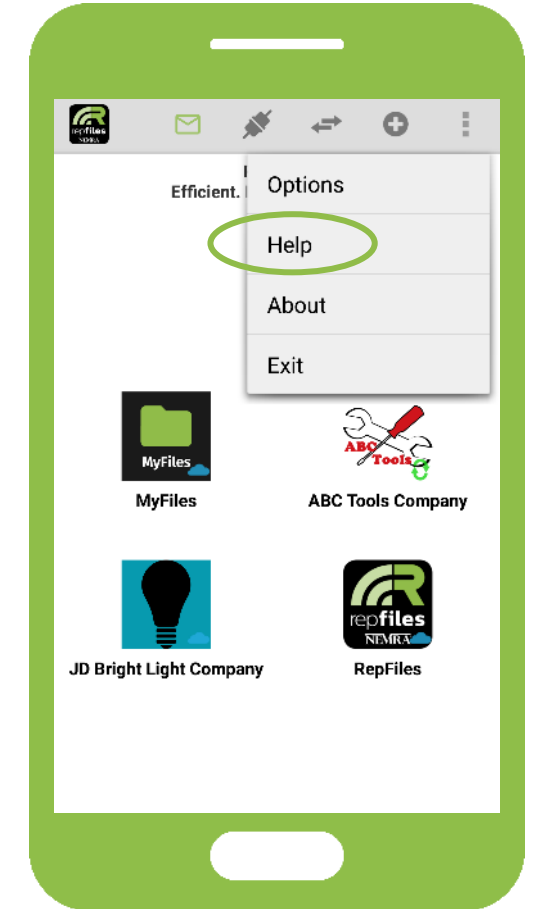 repfiles
NEMRA
Efficient.
Options
Help
About
Exit
MyFiles
MyFiles
ABC
Tools
ABC Tools Company
repfiles
NEMRA
JD Bright Light Company
RepFiles